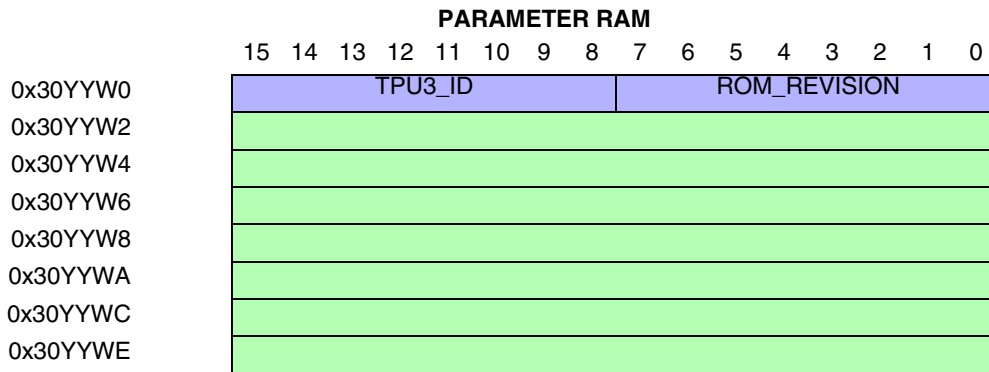 PARAMETER RAM
15 14 13 12 11 10 9 8 7 6 5 4 3 2 1 0
0x30YYW0 TPU3_ID ROM_REVISION
0x30YYW2
0x30YYW4
0x30YYW6
0x30YYW8
0x30YYWA
0x30YYWC
0x30YYWE